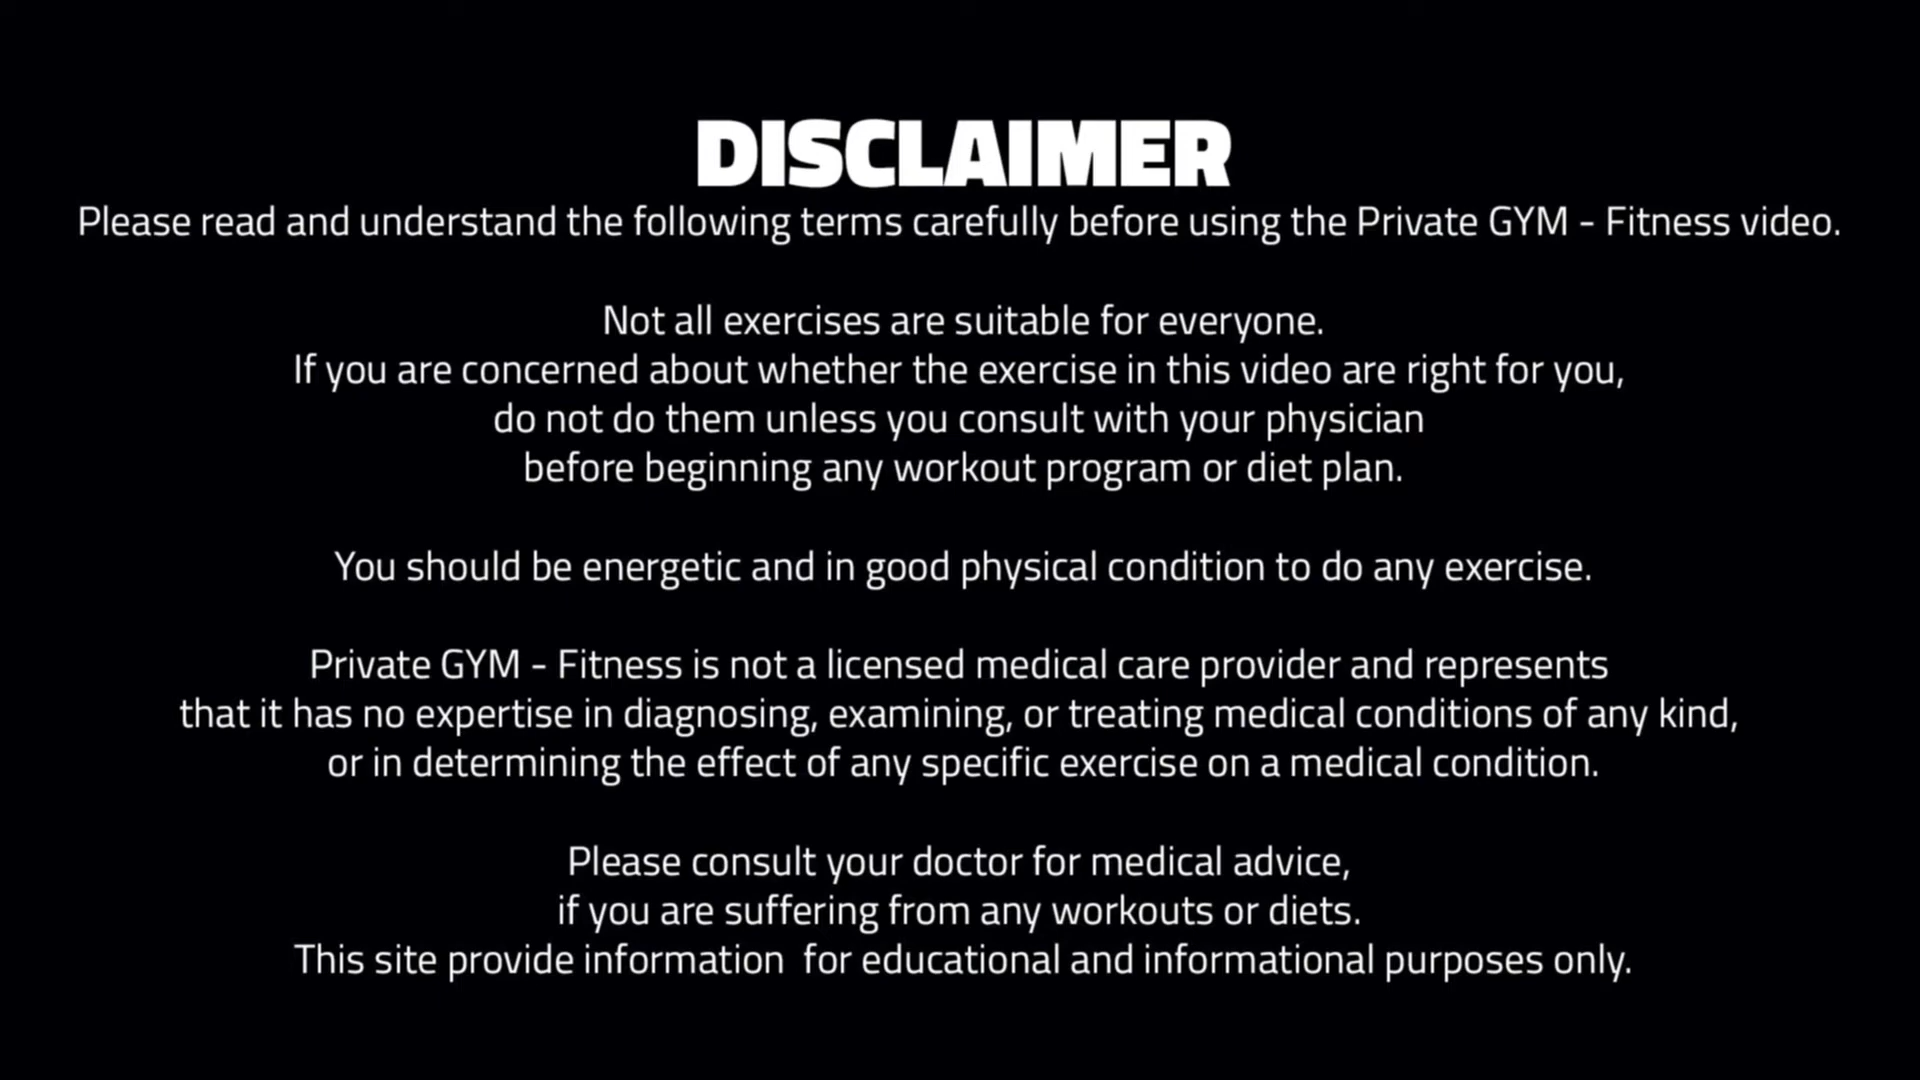 DISCLAIMER
Please read and understand the following terms carefully before using the Private GYM - Fitness video.
Not all exercises are suitable for everyone.
If you are concerned about whether the exercise in this video are right for you,
do not do them unless you consult with your physician
before beginning any workout program or diet plan.
You should be energetic and in good physical condition to do any exercise.
Private GYM - Fitness is not a licensed medical care provider and represents
that it has no expertise in diagnosing, examining, or treating medical conditions of any kind,
or in determining the effect of any specific exercise on a medical condition.
Please consult your doctor for medical advice,
if you are suffering from any workouts or diets.
This site provide information  for educational and informational purposes only.